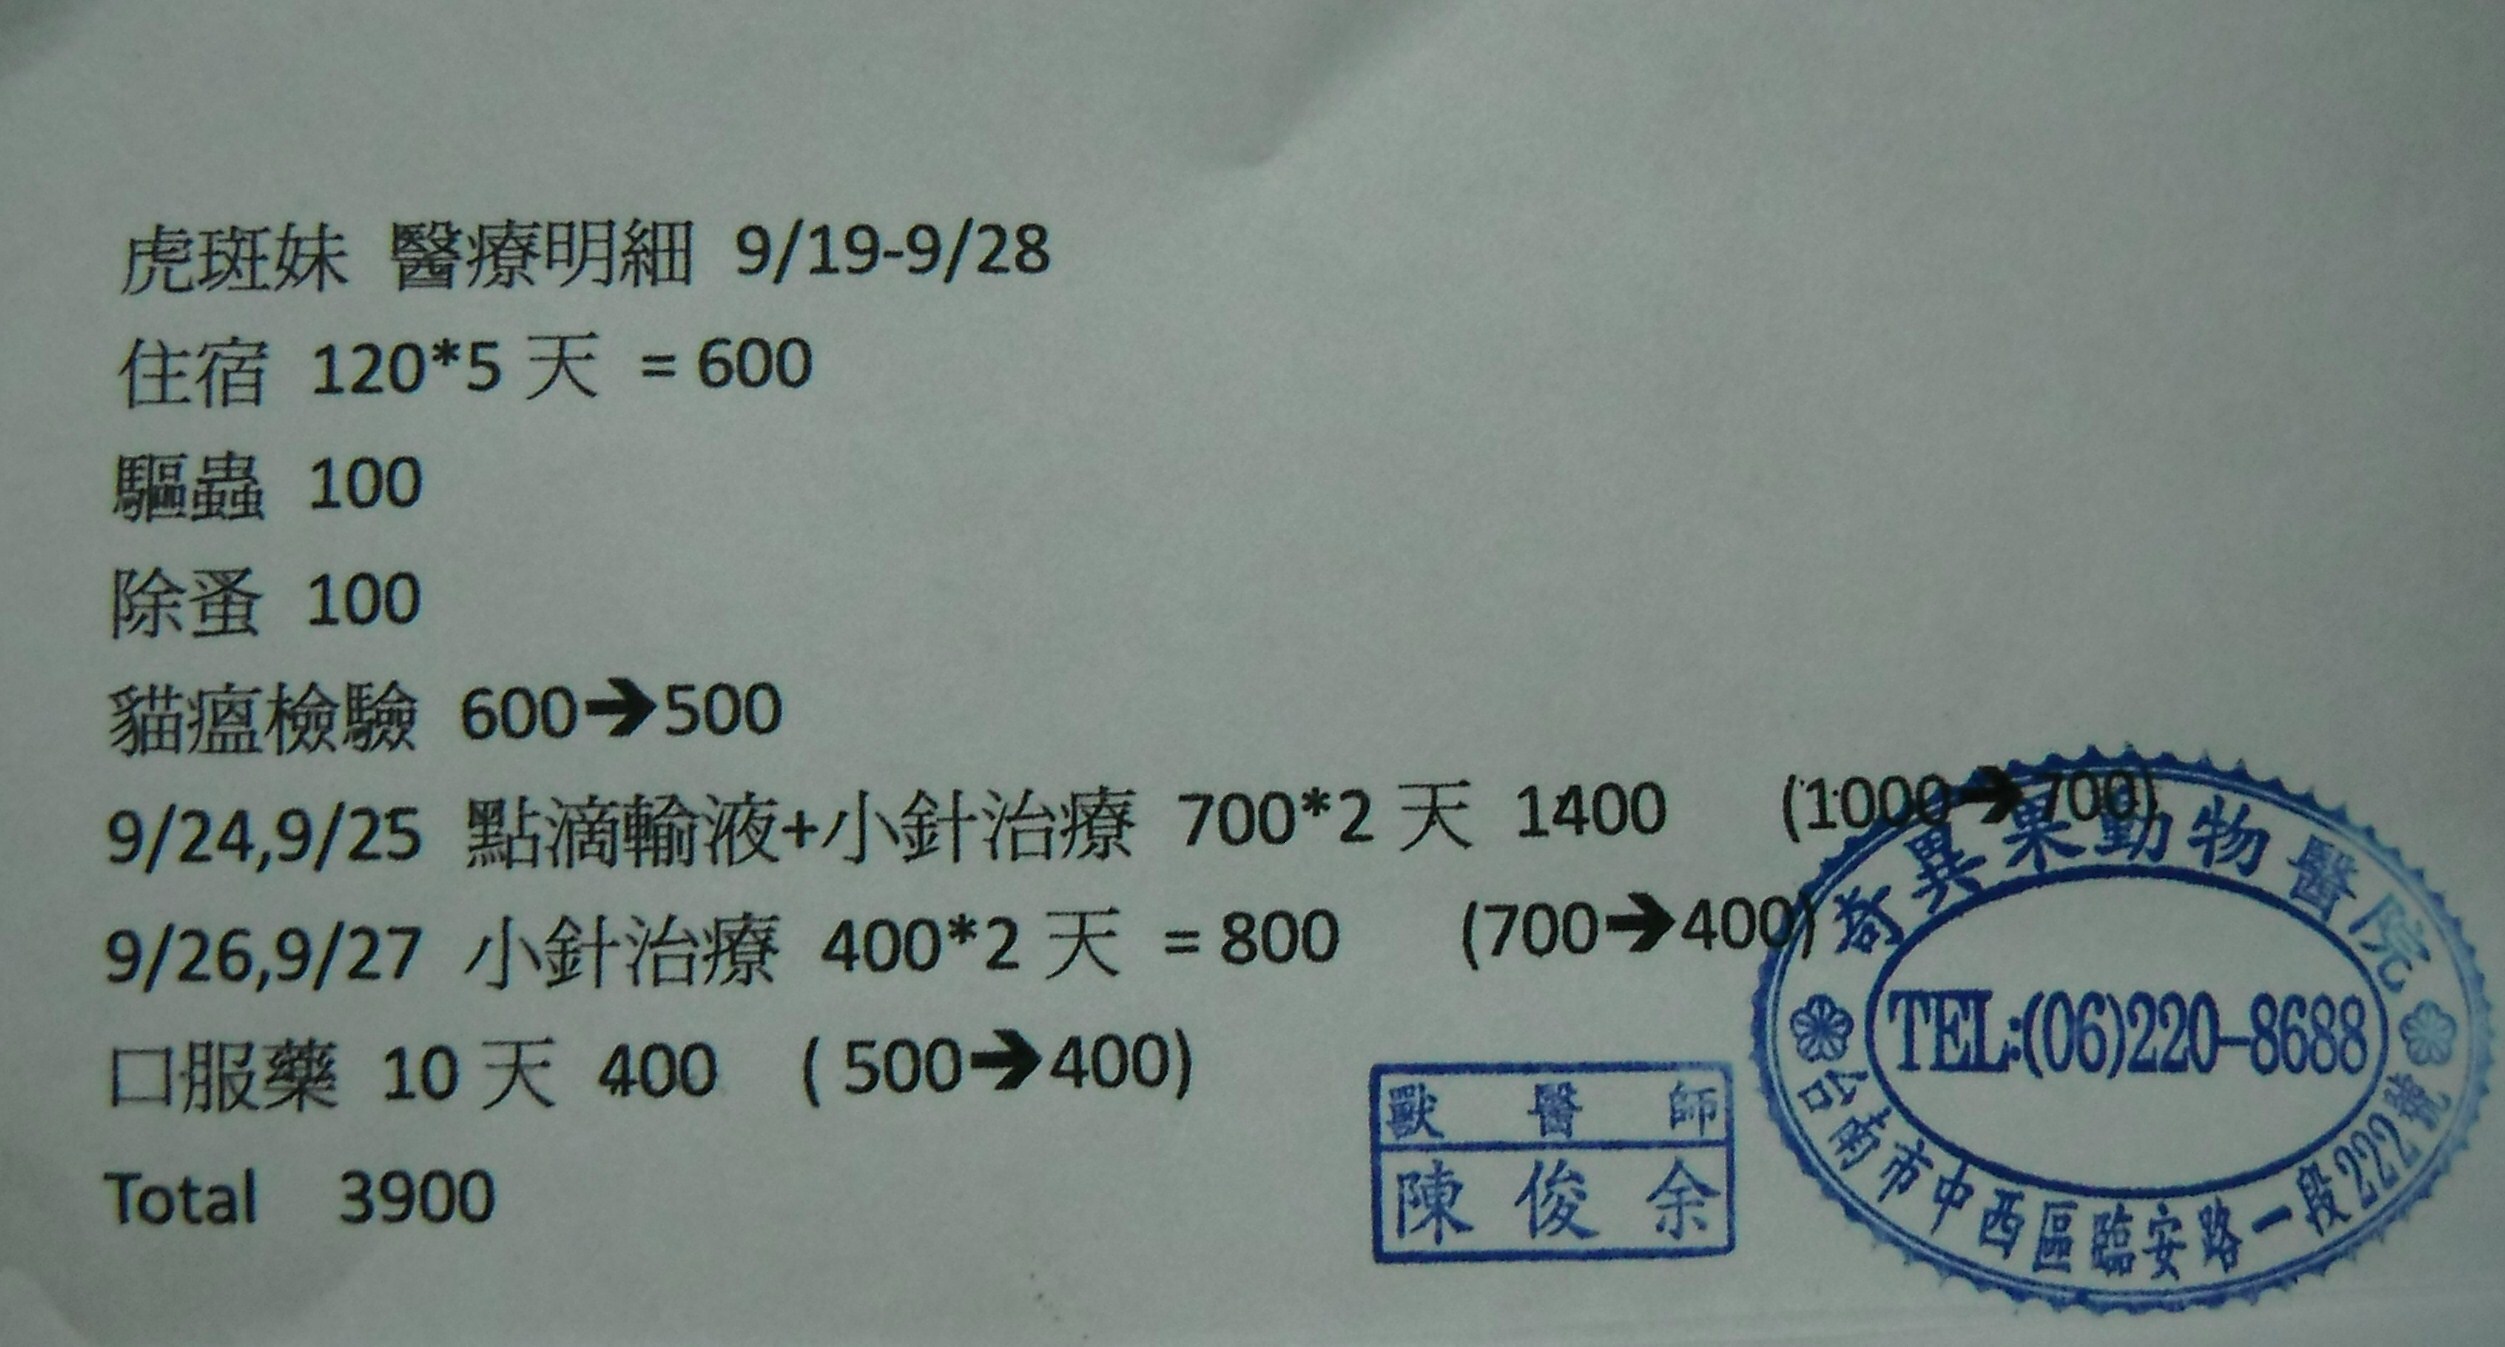 虎斑妹 醫療明細 9/19-9/28
住宿 120*5 天 = 600
驅蟲 100
除蚤 100
貓瘟檢驗 600→500
9/24,9/25 點滴輸液+小針治療 700*2 天 1400 (1000→700)
9/26,9/27 小針治療 400*2 天 = 800 (700→400)
口服藥 10 天 400 ( 500→400)
Total 3900
獸醫師
陳俊余
奇異果動物醫院
TEL:(06)220-8688
台南市中西區臨安路一段222號